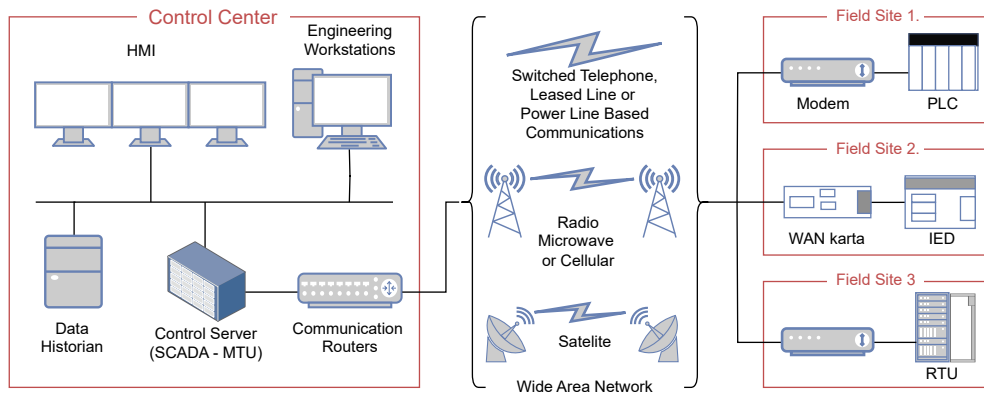 Control Center
HMI
Engineering
Workstations
Data
Historian
Control Server
(SCADA - MTU)
Communication
Routers
Switched Telephone,
Leased Line or
Power Line Based
Communications
Radio
Microwave
or Cellular
Satelite
Wide Area Network
Field Site 1.
Modem
PLC
Field Site 2.
WAN karta
IED
Field Site 3
RTU